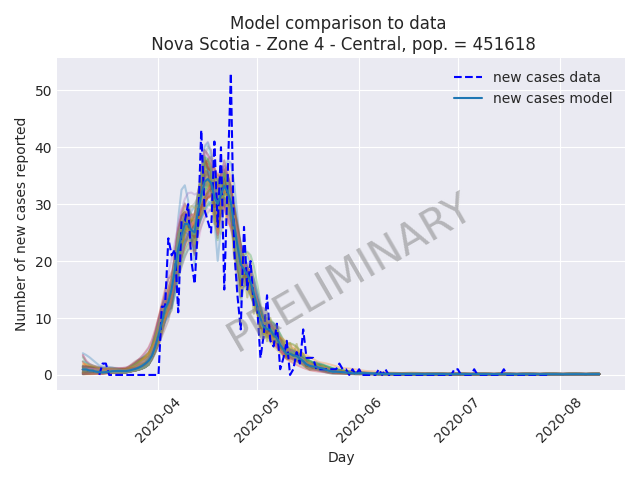 Model comparison to data
Nova Scotia - Zone 4 - Central, pop. = 451618
new cases data
new cases model
PRELIMINARY
Number of new cases reported
50
40
30
20
10
0
2020-04
2020-05
2020-06
2020-07
2020-08
Day